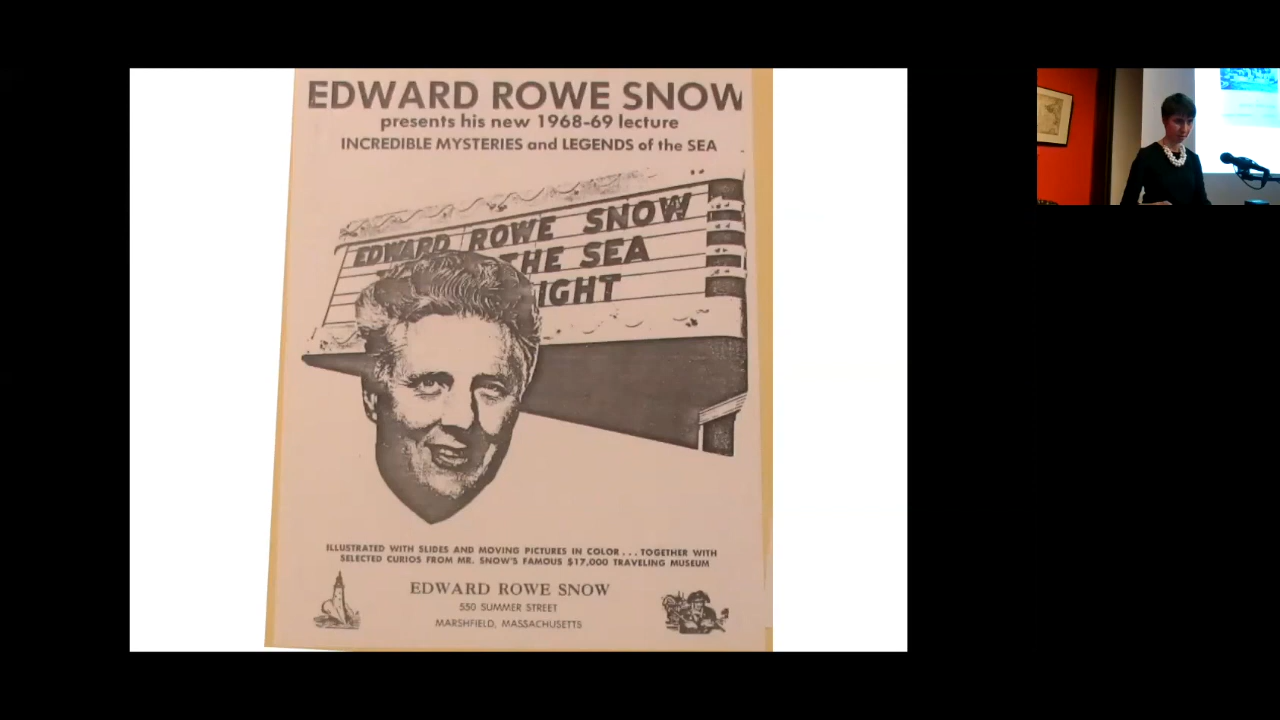 EDWARD ROWE SNOW
presents his new 1968-69 lecture
INCREDIBLE MYSTERIES and LEGENDS of the SEA
EDWARD ROWE SNOW
THE SEA
IGHT
ILLUSTRATED WITH SLIDES AND MOVING PICTURES IN COLOR . . . TOGETHER WITH
SELECTED CURIOS FROM MR. SNOW'S FAMOUS $17,000 TRAVELING MUSEUM
EDWARD ROWE SNOW
550 SUMMER STREET
MARSHFIELD, MASSACHUSETTS